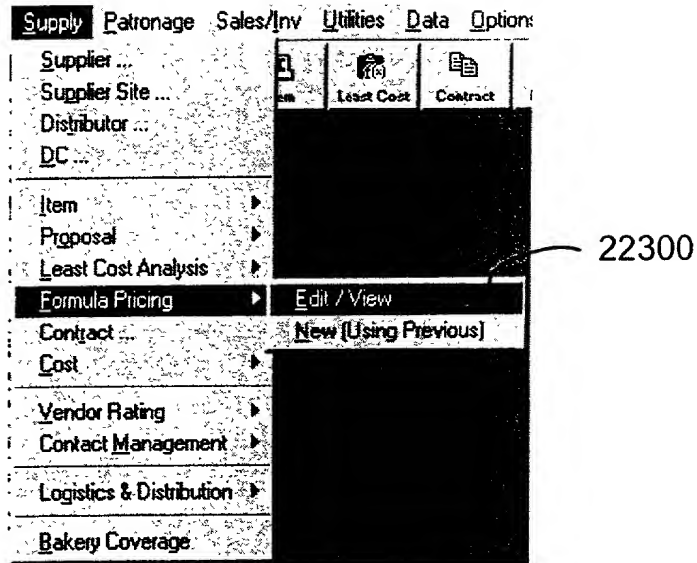 Supply Patronage Sales/Inv Utilities Data Option
Supplier ...
Supplier Site ...
Distributor ...
DC ...
Least Cost Contract
Item
Proposal
Least Cost Analysis
22300
Formula Pricing
Edit / View
New (Using Previous)
Contract ...
Cost
Vendor Rating
Contact Management
Logistics & Distribution
Bakery Coverage